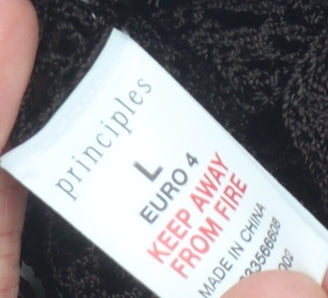 principles
L
EURO 4
KEEP AWAY
FROM FIRE
MADE IN CHINA